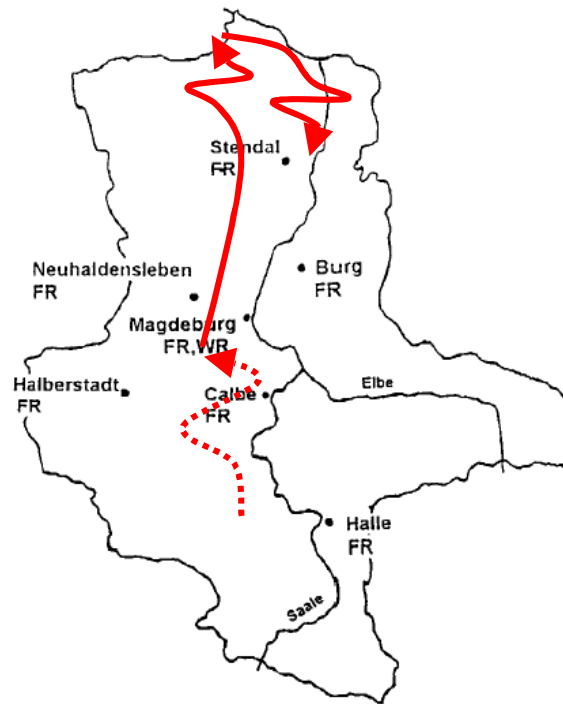 Stendal
FR
Neuhaldensleben
FR
Burg
FR
Magdeburg
FR,WR
Halberstadt
FR
Elbe
Calbe
FR
Halle
FR
Saale